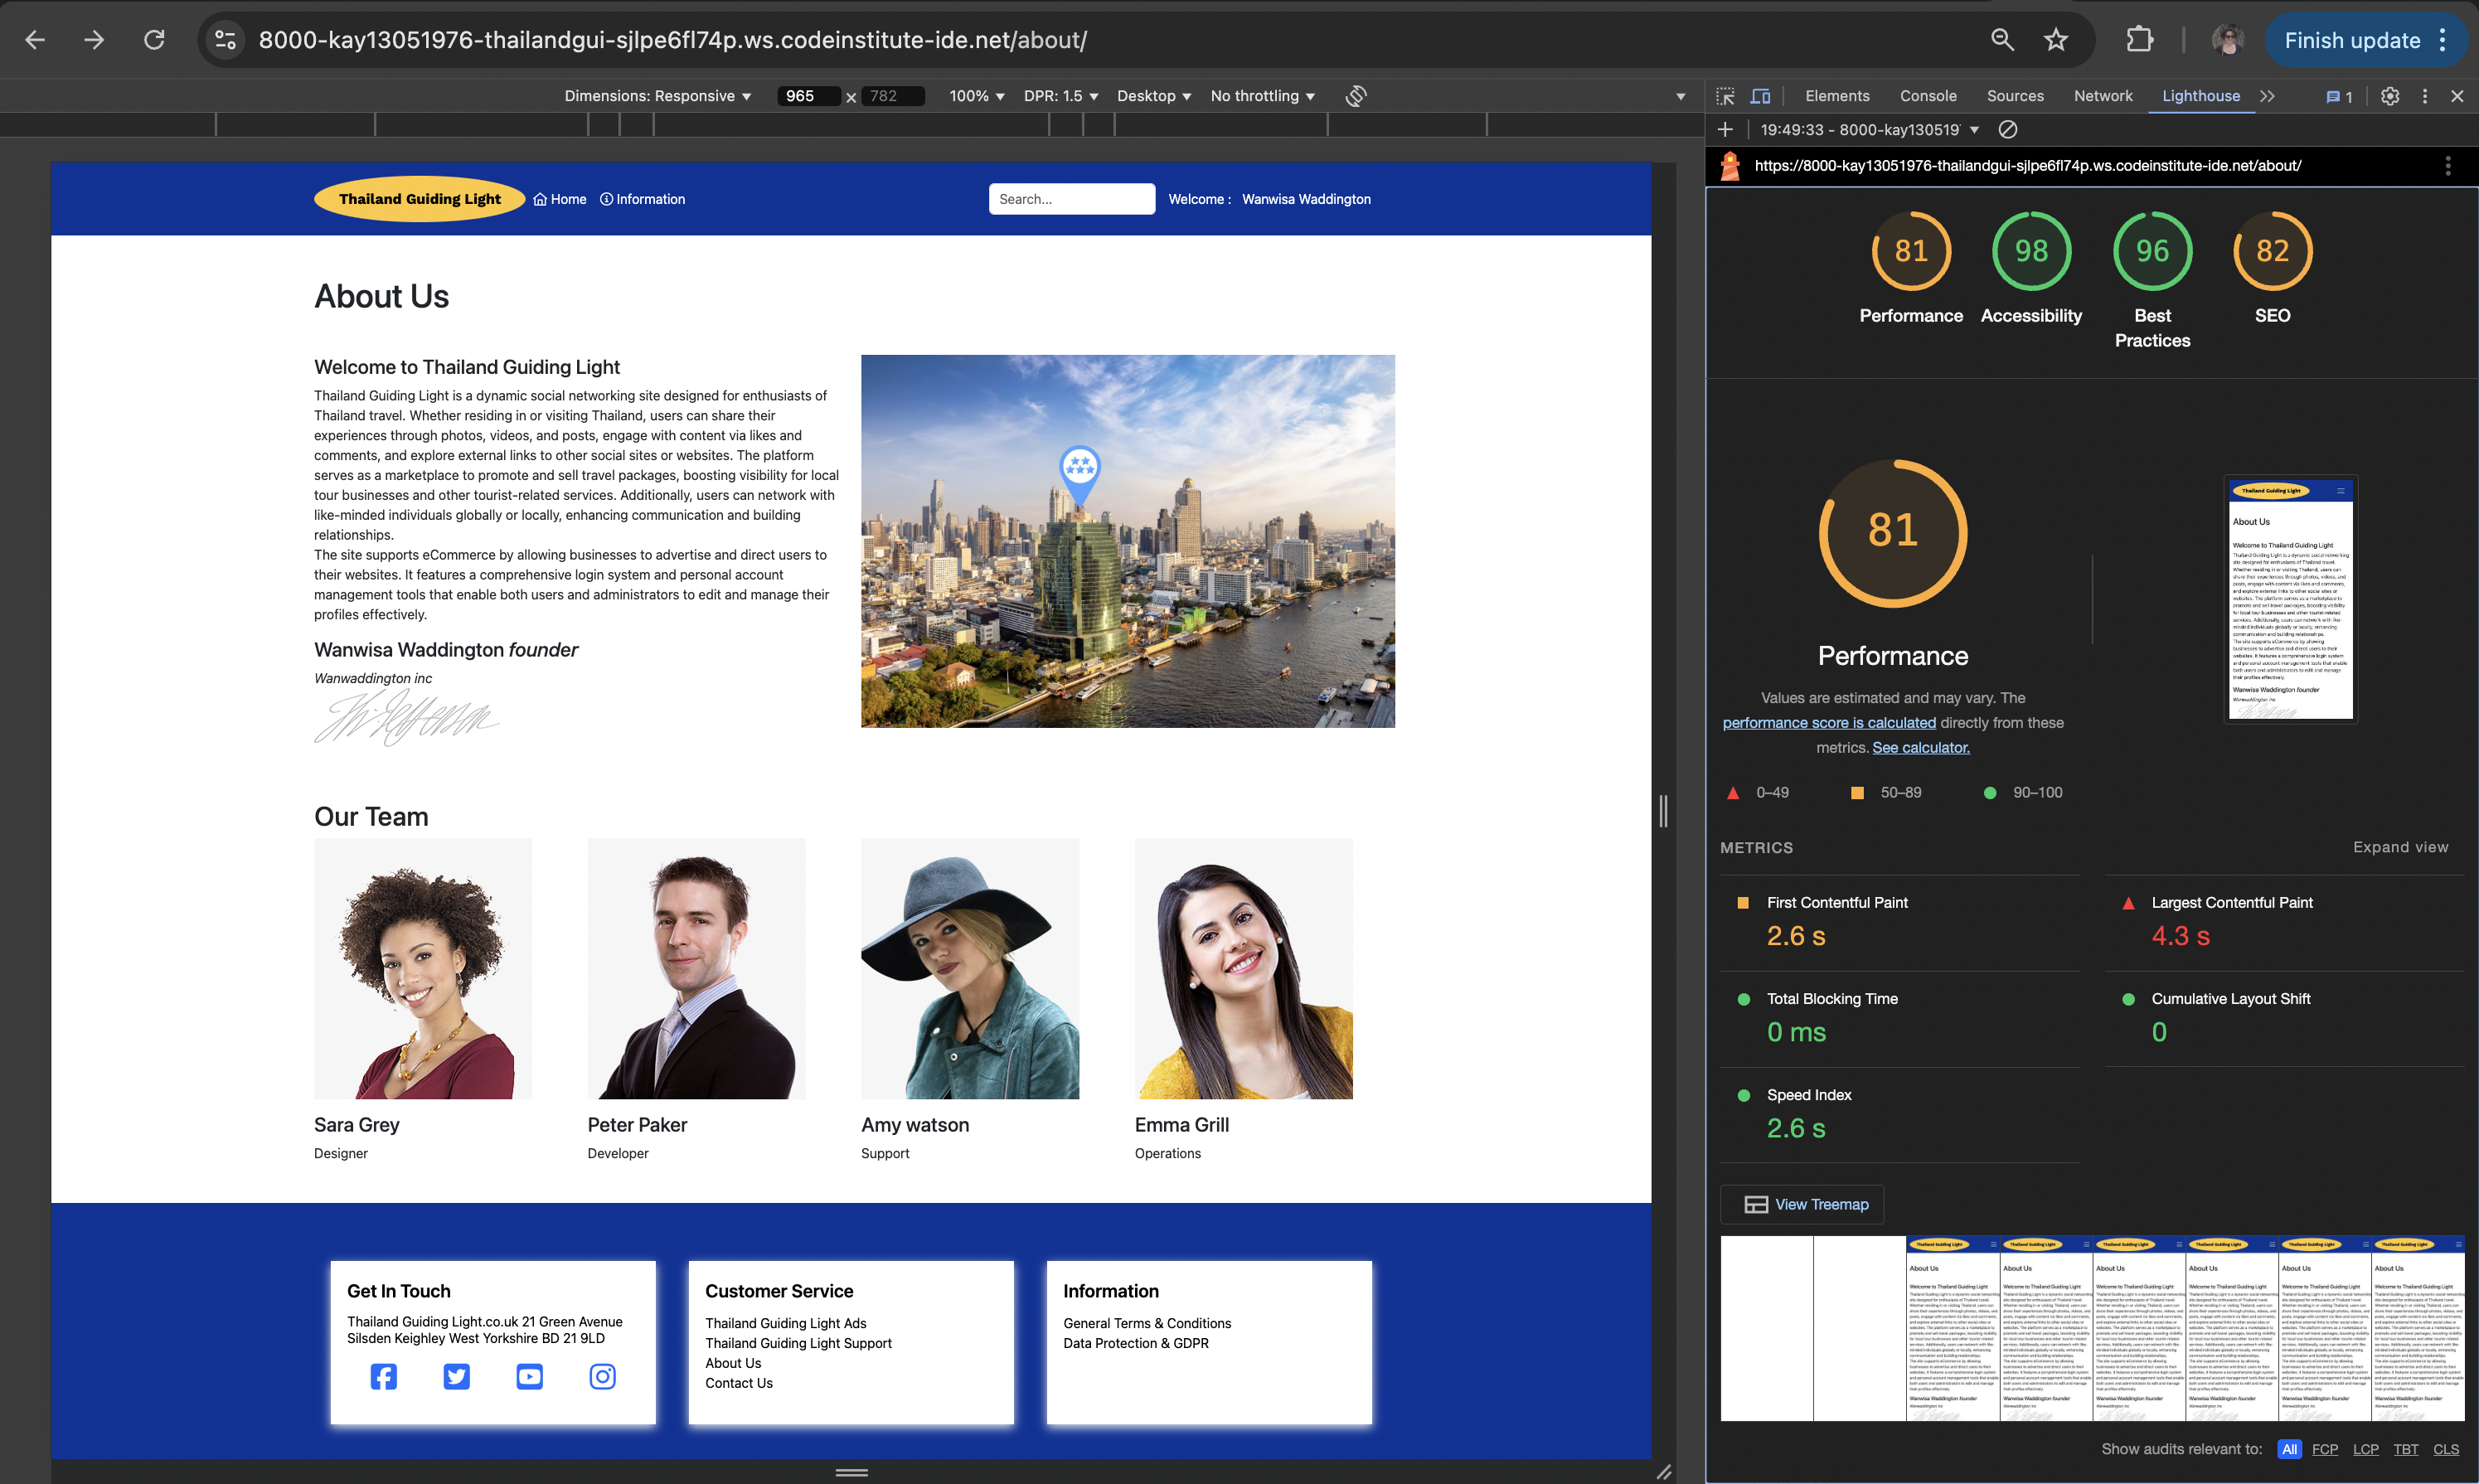 8000-kay13051976-thailandgui-sjlpe6fl74p.ws.codeinstitute-ide.net/about/
Finish update
Dimensions: Responsive
965 x 782
100%
DPR: 1.5
Desktop
No throttling
Elements
Console
Sources
Network
Lighthouse
1
19:49:33 - 8000-kay130519
https://8000-kay13051976-thailandgui-sjlpe6fl74p.ws.codeinstitute-ide.net/about/
Thailand Guiding Light
Home
Information
Search...
Welcome : Wanwisa Waddington
About Us
Welcome to Thailand Guiding Light
Thailand Guiding Light is a dynamic social networking site designed for enthusiasts of
Thailand travel. Whether residing in or visiting Thailand, users can share their
experiences through photos, videos, and posts, engage with content via likes and
comments, and explore external links to other social sites or websites. The platform
serves as a marketplace to promote and sell travel packages, boosting visibility for local
tour businesses and other tourist-related services. Additionally, users can network with
like-minded individuals globally or locally, enhancing communication and building
relationships.
The site supports eCommerce by allowing businesses to advertise and direct users to
their websites. It features a comprehensive login system and personal account
management tools that enable both users and administrators to edit and manage their
profiles effectively.
Wanwisa Waddington founder
Wanwaddington inc
Our Team
Sara Grey
Designer
Peter Paker
Developer
Amy watson
Support
Emma Grill
Operations
Get In Touch
Thailand Guiding Light.co.uk 21 Green Avenue
Silsden Keighley West Yorkshire BD 21 9LD
Customer Service
Thailand Guiding Light Ads
Thailand Guiding Light Support
About Us
Contact Us
Information
General Terms & Conditions
Data Protection & GDPR
81
Performance
98
Accessibility
96
Best
Practices
82
SEO
81
Performance
Values are estimated and may vary. The
performance score is calculated directly from these
metrics. See calculator.
0–49
50–89
90–100
METRICS
Expand view
First Contentful Paint
2.6 s
Largest Contentful Paint
4.3 s
Total Blocking Time
0 ms
Cumulative Layout Shift
0
Speed Index
2.6 s
View Treemap
Show audits relevant to: All FCP LCP TBT CLS